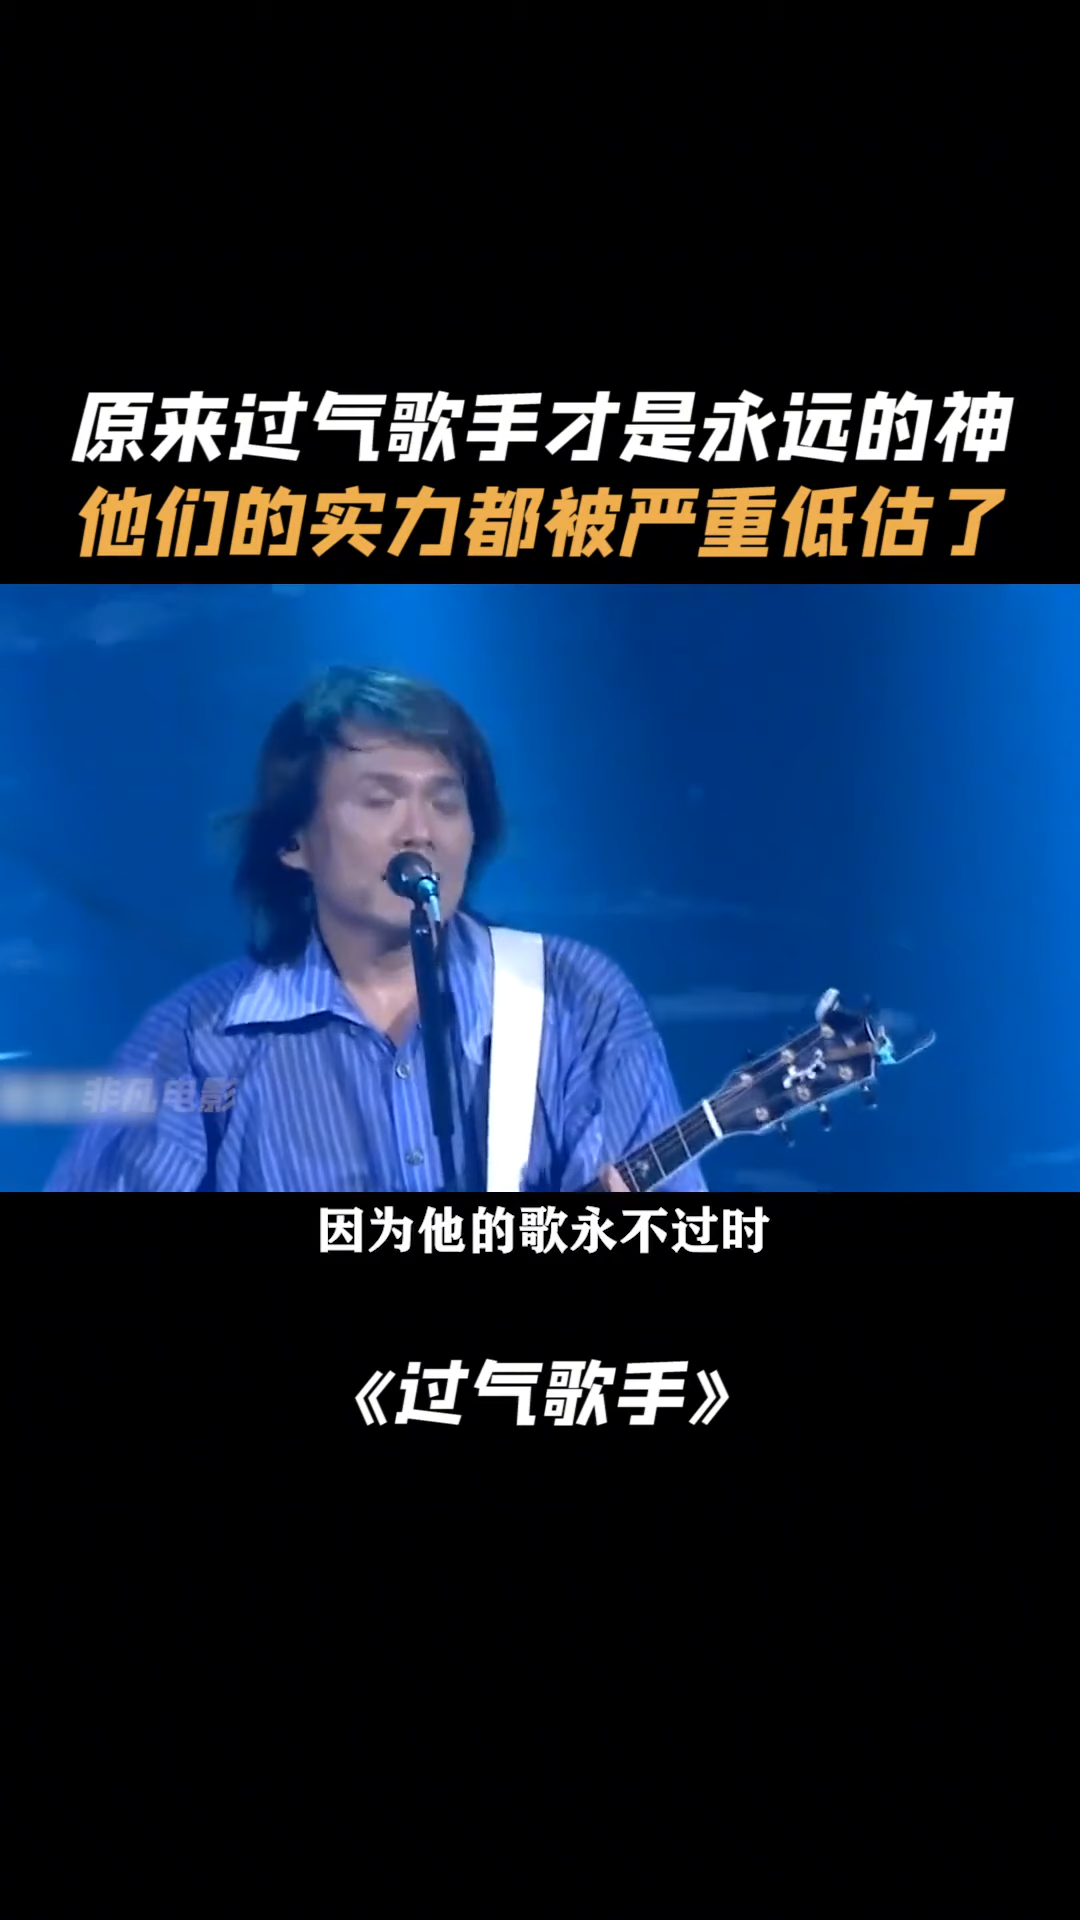 原来过气歌手才是永远的神
他们的实力都被严重低估了
非凡电影
因为他的歌永不过时
《过气歌手》